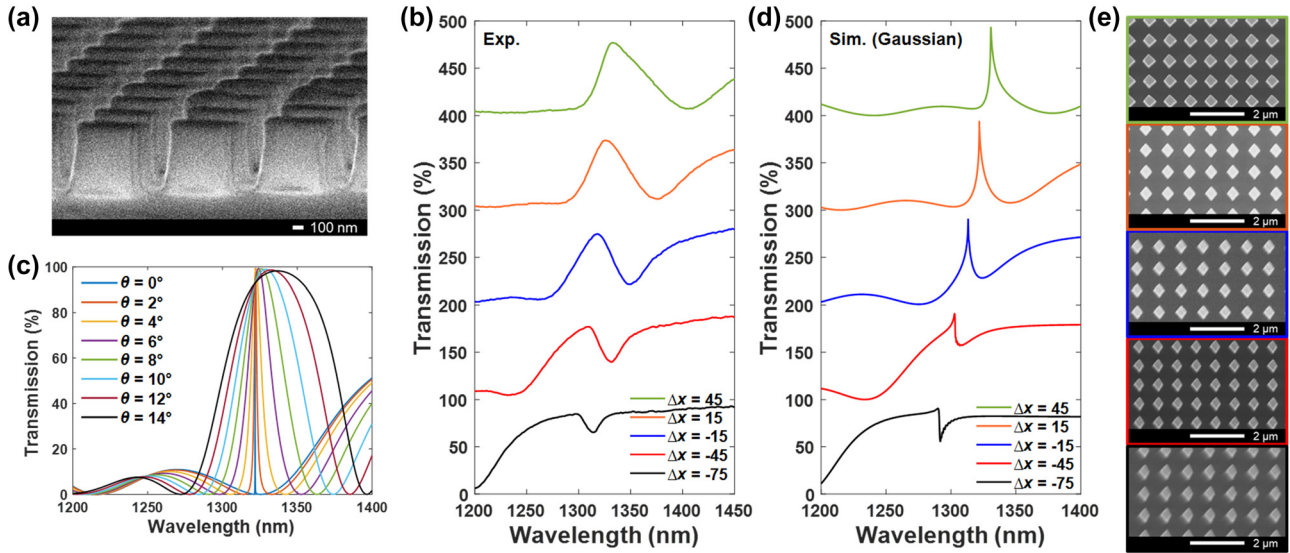 (a)
100 nm
(b)
500
450
400
350
300
250
200
150
100
50
0
Transmission (%)
Exp.
Δx = 45
Δx = 15
Δx = -15
Δx = -45
Δx = -75
1200 1250 1300 1350 1400 1450
Wavelength (nm)
(c)
100
80
60
40
20
0
Transmission (%)
θ = 0°
θ = 2°
θ = 4°
θ = 6°
θ = 8°
θ = 10°
θ = 12°
θ = 14°
1200 1250 1300 1350 1400
Wavelength (nm)
(d)
500
450
400
350
300
250
200
150
100
50
0
Transmission (%)
Sim. (Gaussian)
Δx = 45
Δx = 15
Δx = -15
Δx = -45
Δx = -75
1200 1250 1300 1350 1400
Wavelength (nm)
(e)
2 μm
2 μm
2 μm
2 μm
2 μm